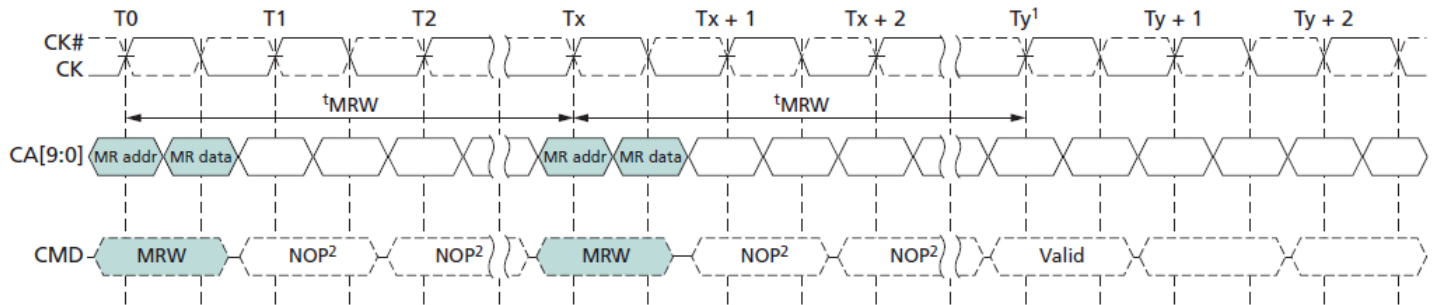 T0 T1 T2 Tx Tx + 1 Tx + 2 Ty¹ Ty + 1 Ty + 2
CK#
CK
ᵗMRW ᵗMRW
CA[9:0] MR addr MR data MR addr MR data
CMD MRW NOP² NOP² MRW NOP² NOP² Valid